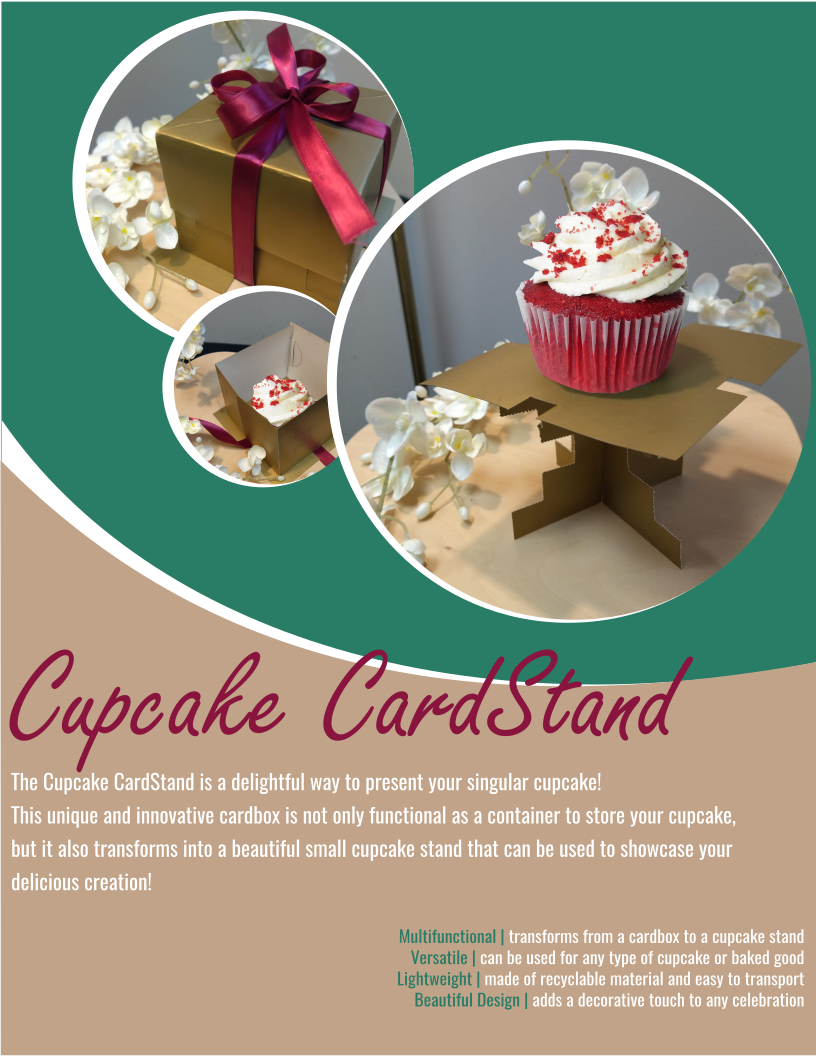 Cupcake CardStand
The Cupcake CardStand is a delightful way to present your singular cupcake!
This unique and innovative cardbox is not only functional as a container to store your cupcake,
but it also transforms into a beautiful small cupcake stand that can be used to showcase your
delicious creation!
Multifunctional | transforms from a cardbox to a cupcake stand
Versatile | can be used for any type of cupcake or baked good
Lightweight | made of recyclable material and easy to transport
Beautiful Design | adds a decorative touch to any celebration